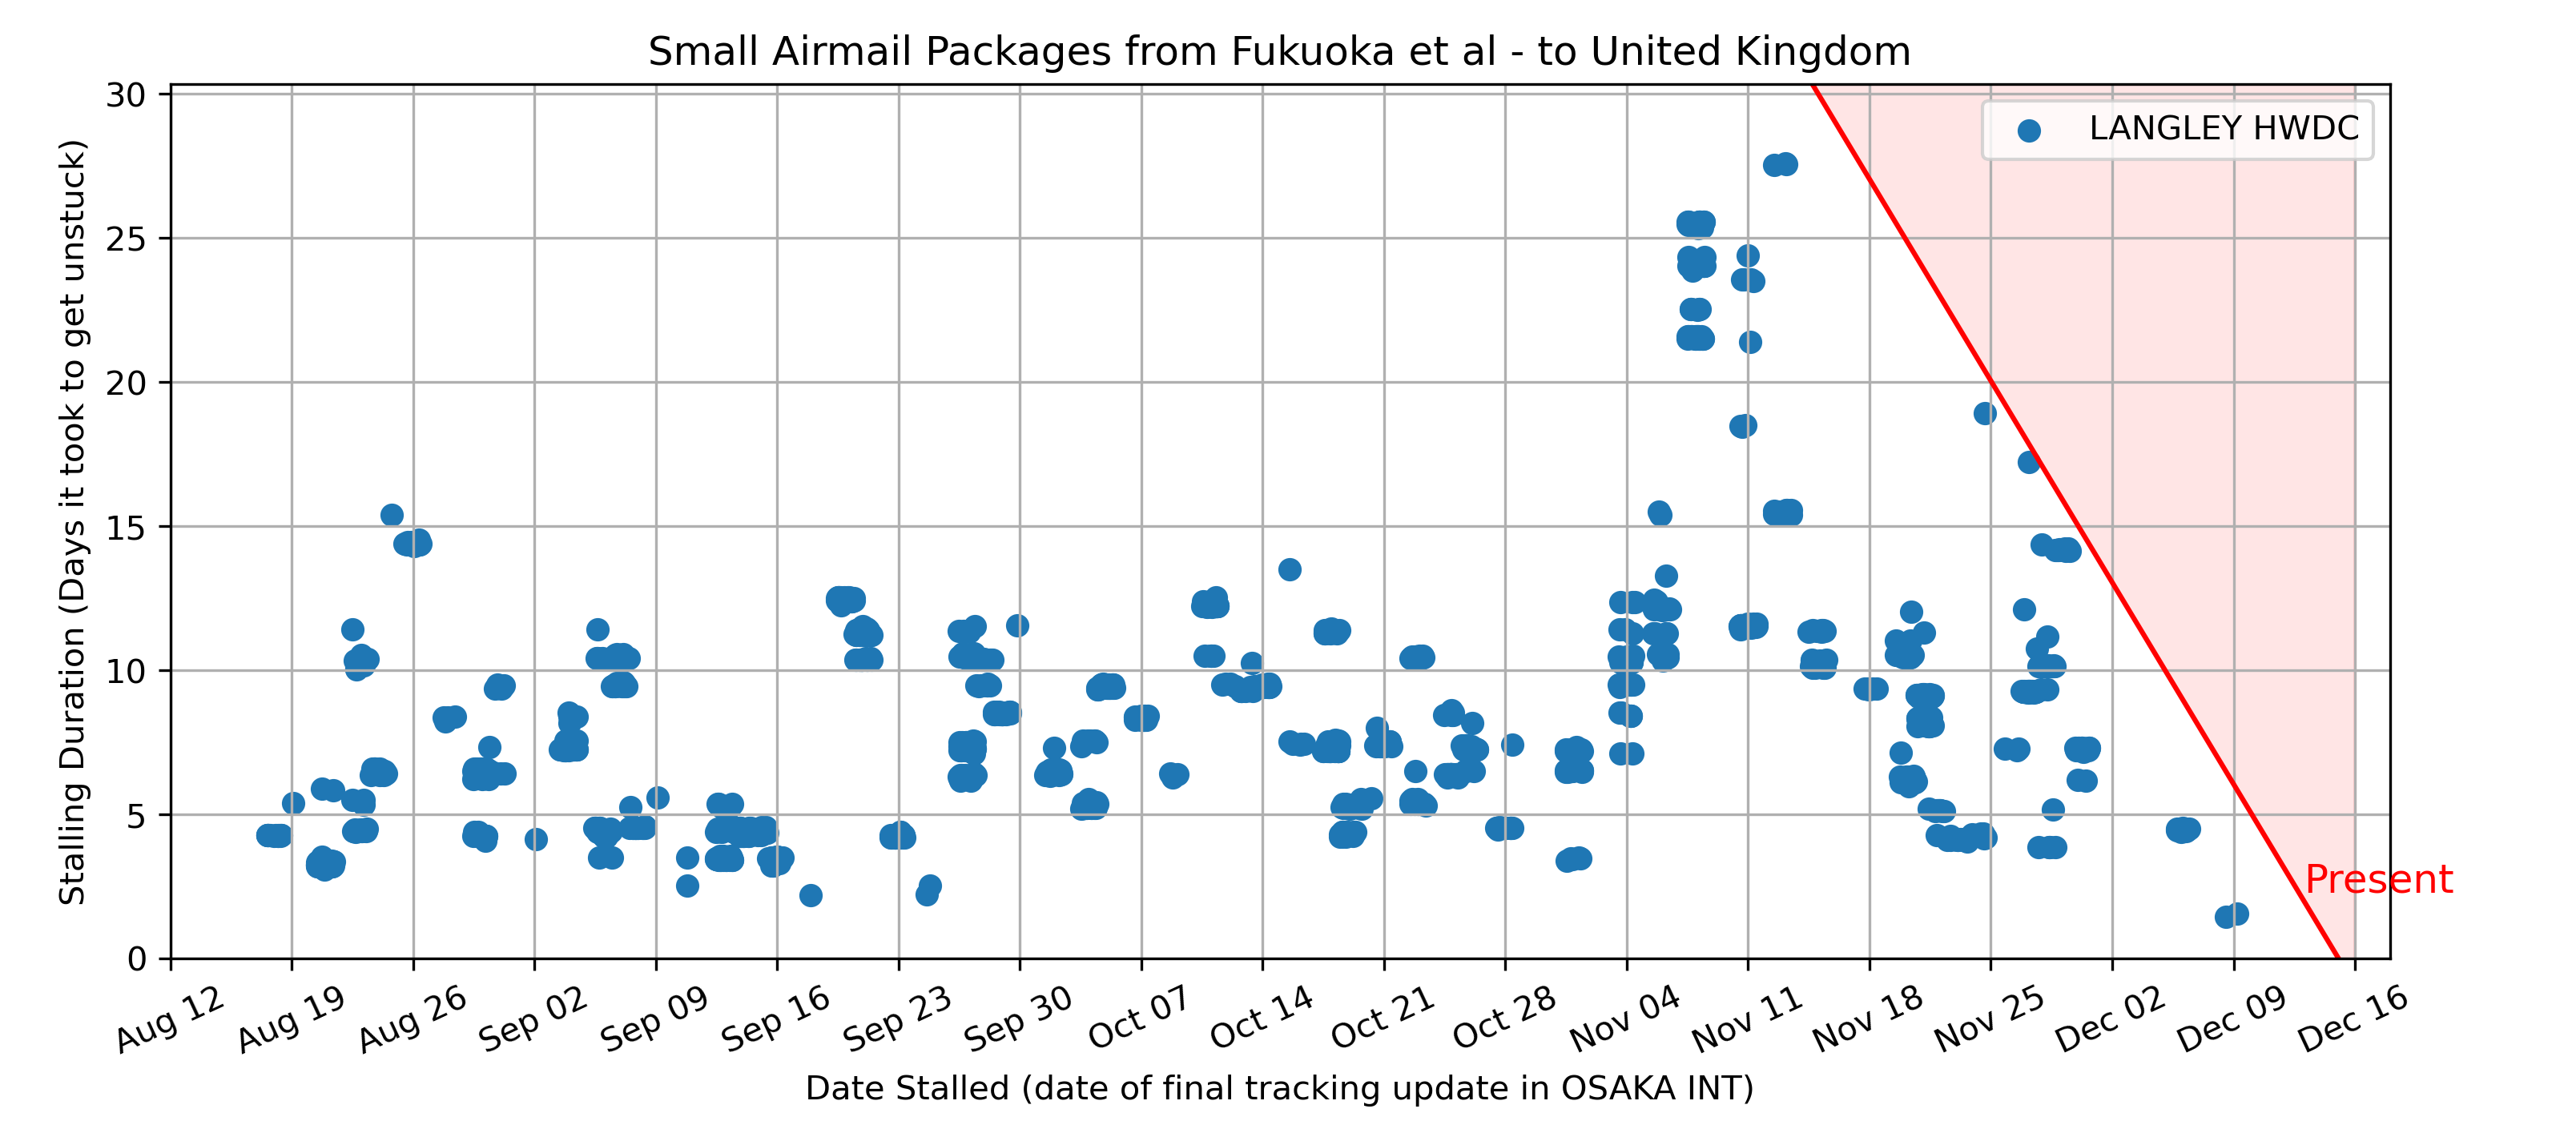 Small Airmail Packages from Fukuoka et al - to United Kingdom
LANGLEY HWDC
Stalling Duration (Days it took to get unstuck)
30
25
20
15
10
5
0
Present
Aug 12
Aug 19
Aug 26
Sep 02
Sep 09
Sep 16
Sep 23
Sep 30
Oct 07
Oct 14
Oct 21
Oct 28
Nov 04
Nov 11
Nov 18
Nov 25
Dec 02
Dec 09
Dec 16
Date Stalled (date of final tracking update in OSAKA INT)